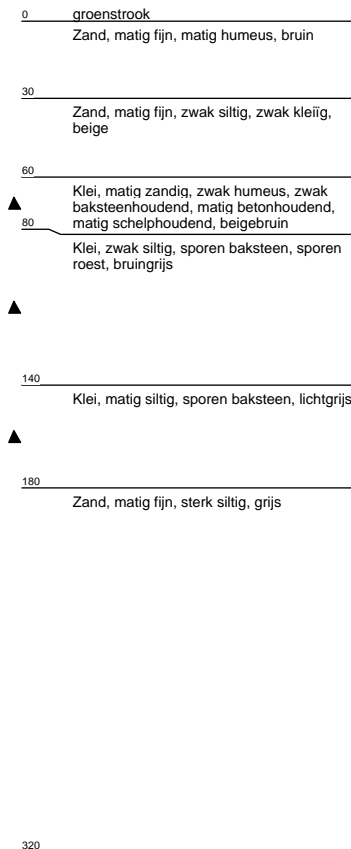 0 groenstrook
Zand, matig fijn, matig humeus, bruin
30
Zand, matig fijn, zwak siltig, zwak kleiïg,
beige
60
Klei, matig zandig, zwak humeus, zwak
baksteenhoudend, matig betonhoudend,
matig schelphoudend, beigebruin
80
Klei, zwak siltig, sporen baksteen, sporen
roest, bruingrijs
140
Klei, matig siltig, sporen baksteen, lichtgrijs
180
Zand, matig fijn, sterk siltig, grijs
320